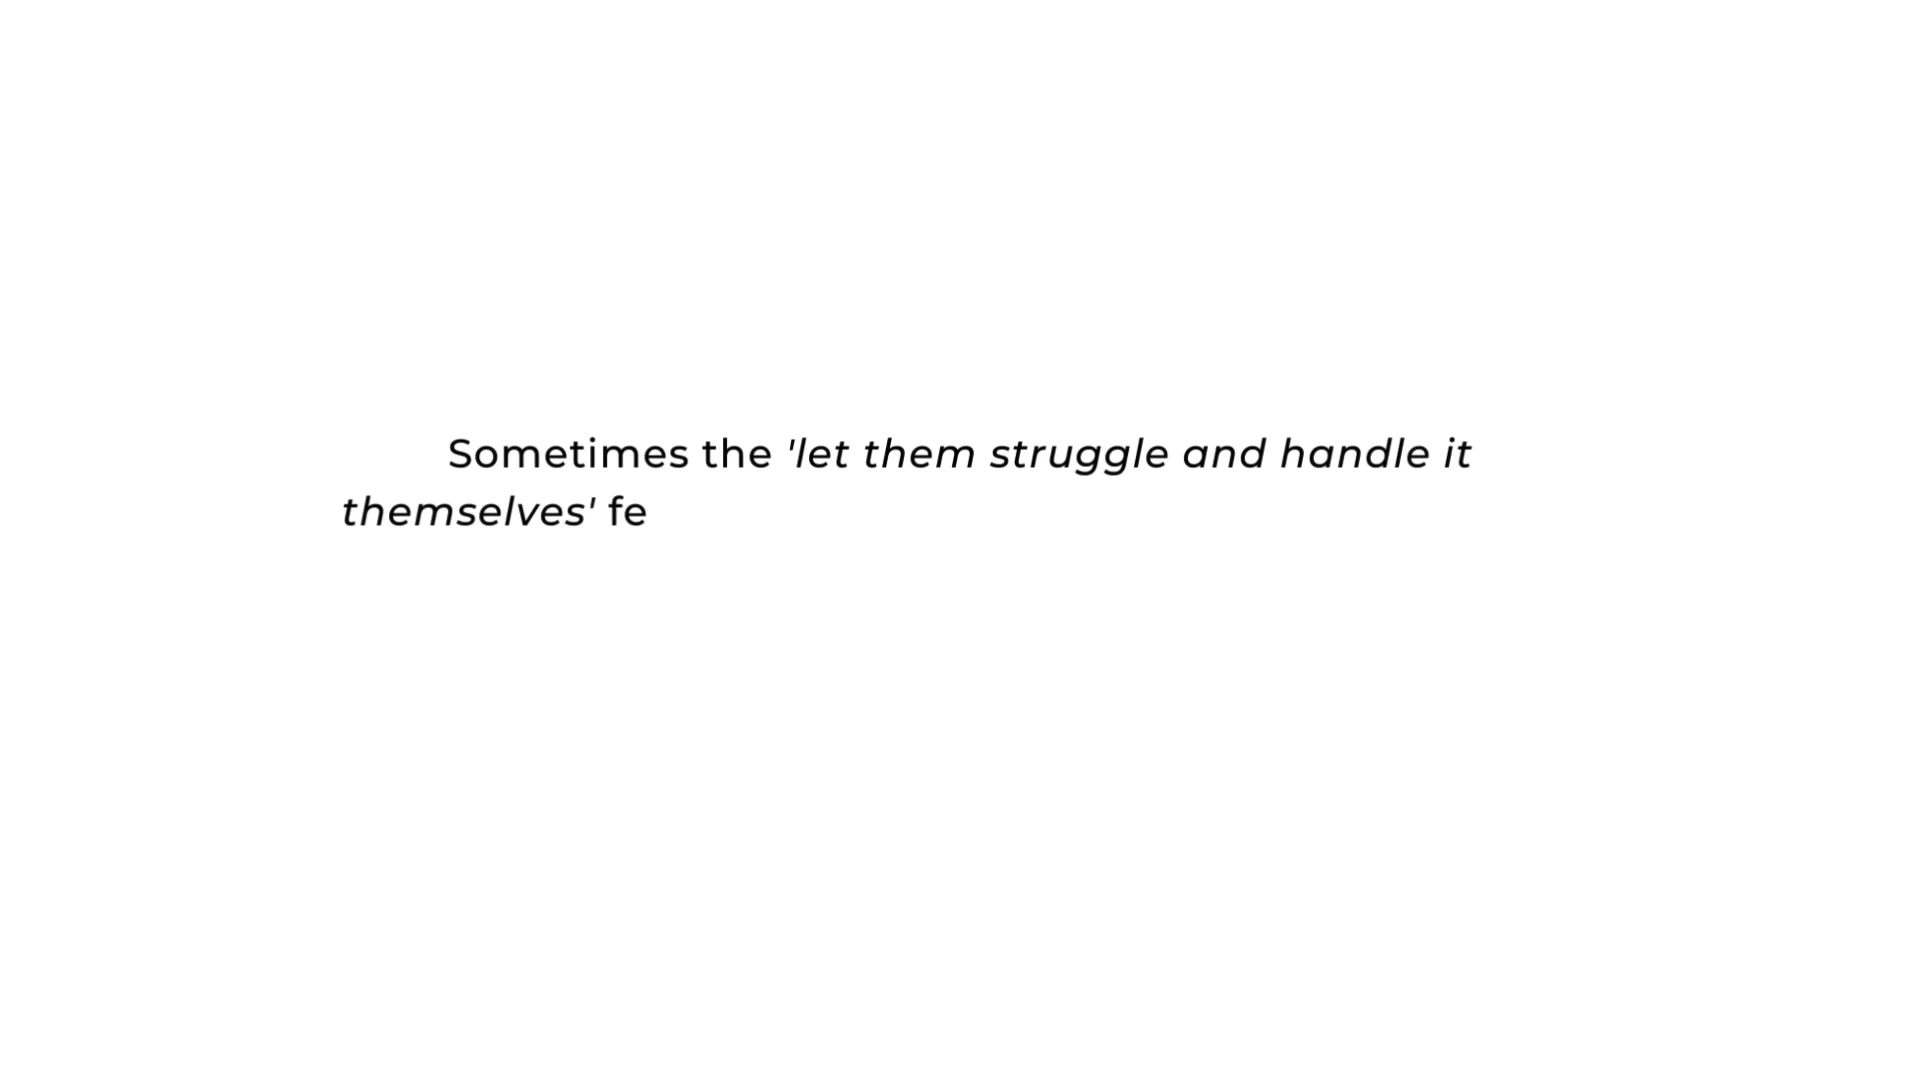 Sometimes the 'let them struggle and handle it
themselves' fe